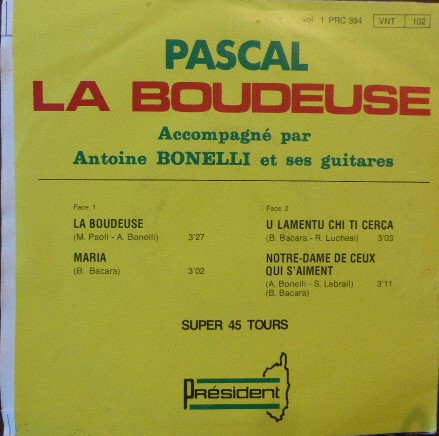 vol. 1 PRC 394 VNT 102
PASCAL
LA BOUDEUSE
Accompagné par
Antoine BONELLI et ses guitares
Face 1
LA BOUDEUSE
(M. Paoli - A. Bonelli) 3'27
MARIA
(B. Bacara) 3'02
Face 2
U LAMENTU CHI TI CERCA
(B. Bacara - R. Luchesi) 3'03
NOTRE-DAME DE CEUX
QUI S'AIMENT
(A. Bonelli - S. Lebrail) 3'11
(B. Bacara)
SUPER 45 TOURS
Président